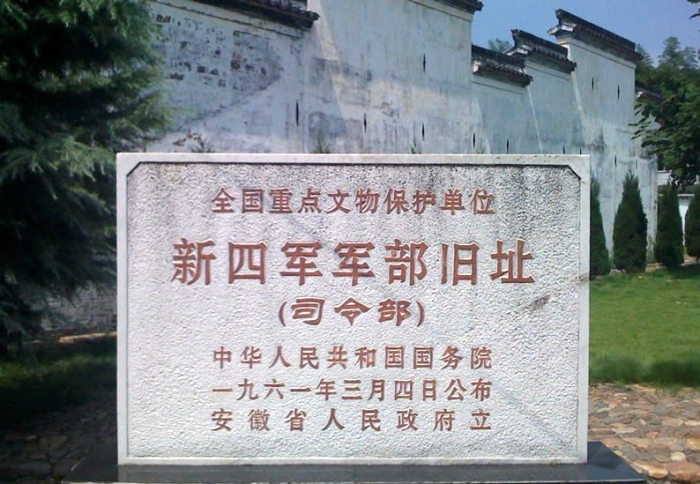 全国重点文物保护单位
新四军军部旧址
(司令部)
中华人民共和国国务院
一九六一年三月四日公布
安徽省人民政府立